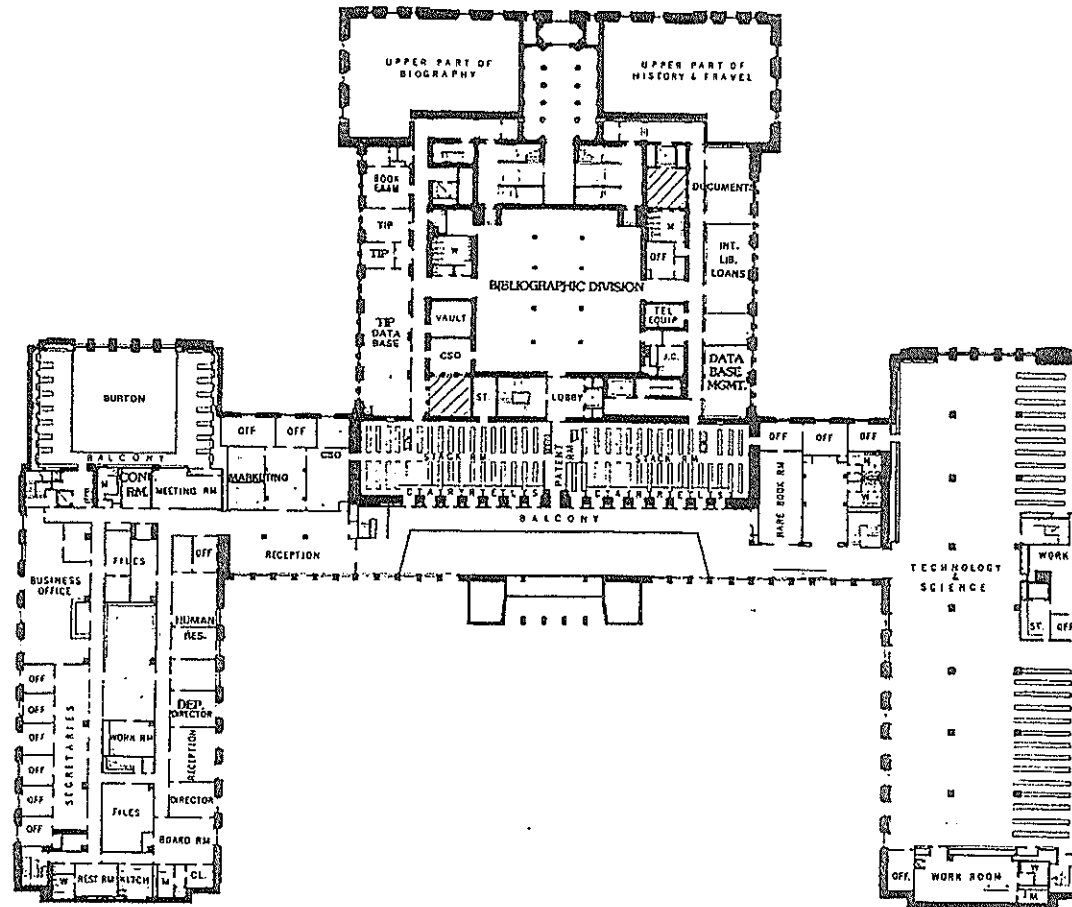 UPPER PART OF
BIOGRAPHY
UPPER PART OF
HISTORY & TRAVEL
BOOK
EXAM
TIP
TIP
W
M
OFF
DOCUMENTS
INT.
LIB.
LOANS
BIBLIOGRAPHIC DIVISION
VAULT
CSO
TIP
DATA
BASE
TEL
EQUIP
J.C.
DATA
BASE
MGMT.
ST.
LOBBY
BURTON
BALCONY
OFF
OFF
CSO
MARKETING
STACK RM
PATENT
RM
STACK RM
CARRELLS
CARRELLS
BALCONY
OFF
OFF
OFF
RARE BOOK RM
M
W
M
CONF
RM.
MEETING RM
RECEPTION
BUSINESS
OFFICE
FILES
OFF
HUMAN
RES.
DEP.
DIRECTOR
RECEPTION
DIRECTOR
BOARD RM
SECRETARIES
OFF
OFF
OFF
OFF
OFF
OFF
WORK RM
FILES
W
REST RM
KITCH
M
CL.
TECHNOLOGY
&
SCIENCE
WORK
ST.
OFF
OFF.
WORK ROOM
W
M